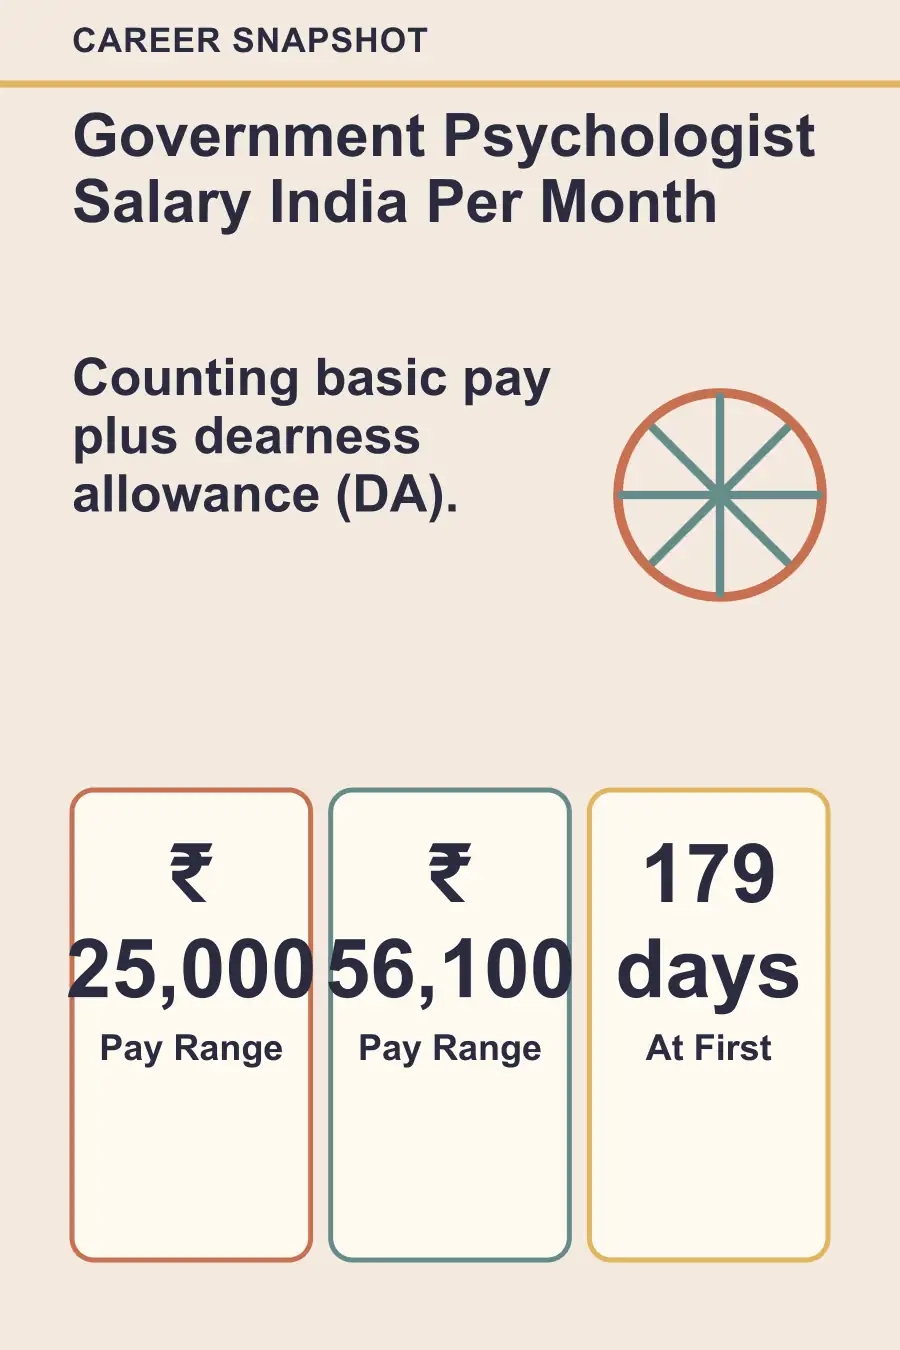 CAREER SNAPSHOT
Government Psychologist
Salary India Per Month
Counting basic pay
plus dearness
allowance (DA).
₹
25,000
Pay Range
₹
56,100
Pay Range
179
days
At First